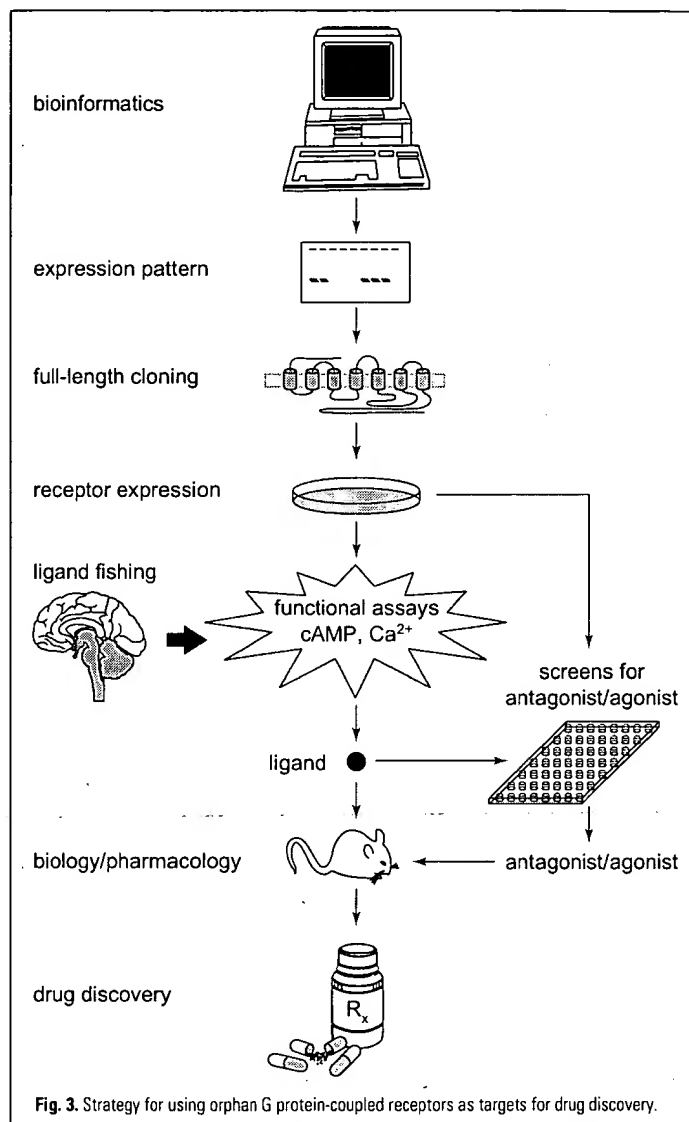 bioinformatics
expression pattern
full-length cloning
receptor expression
ligand fishing
functional assays
cAMP, Ca²⁺
screens for
antagonist/agonist
ligand
biology/pharmacology
antagonist/agonist
drug discovery
Rx
Fig. 3. Strategy for using orphan G protein-coupled receptors as targets for drug discovery.